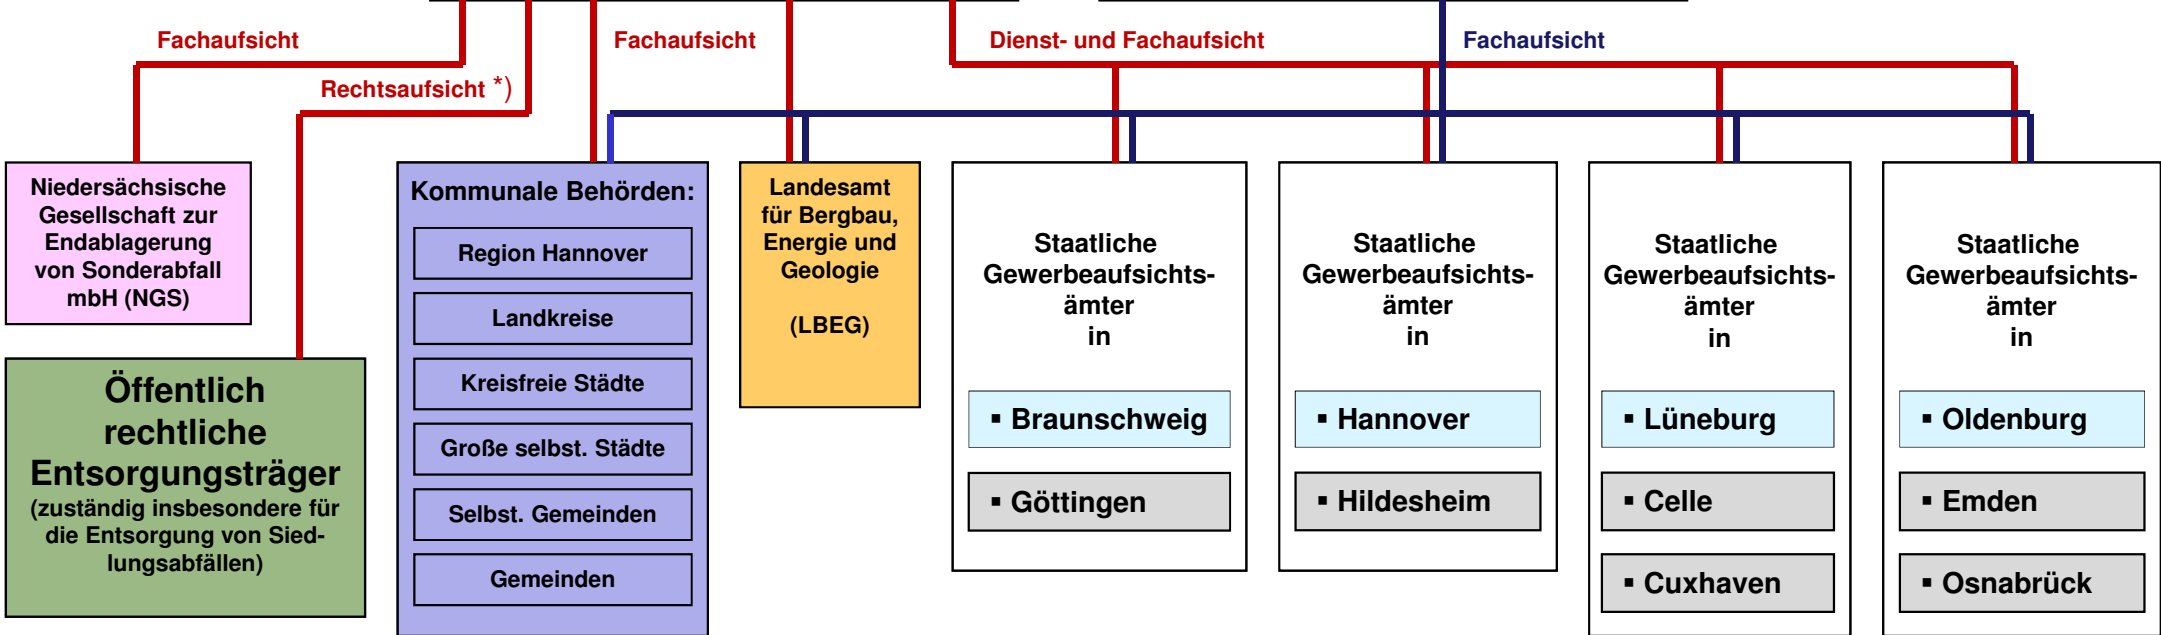 Fachaufsicht
Fachaufsicht
Dienst- und Fachaufsicht
Fachaufsicht
Rechtsaufsicht *)
Niedersächsische
Gesellschaft zur
Endablagerung
von Sonderabfall
mbH (NGS)
Öffentlich
rechtliche
Entsorgungsträger
(zuständig insbesondere für
die Entsorgung von Sied-
lungsabfällen)
Kommunale Behörden:
Region Hannover
Landkreise
Kreisfreie Städte
Große selbst. Städte
Selbst. Gemeinden
Gemeinden
Landesamt
für Bergbau,
Energie und
Geologie
(LBEG)
Staatliche
Gewerbeaufsichts-
ämter
in
▪ Braunschweig
▪ Göttingen
Staatliche
Gewerbeaufsichts-
ämter
in
▪ Hannover
▪ Hildesheim
Staatliche
Gewerbeaufsichts-
ämter
in
▪ Lüneburg
▪ Celle
▪ Cuxhaven
Staatliche
Gewerbeaufsichts-
ämter
in
▪ Oldenburg
▪ Emden
▪ Osnabrück